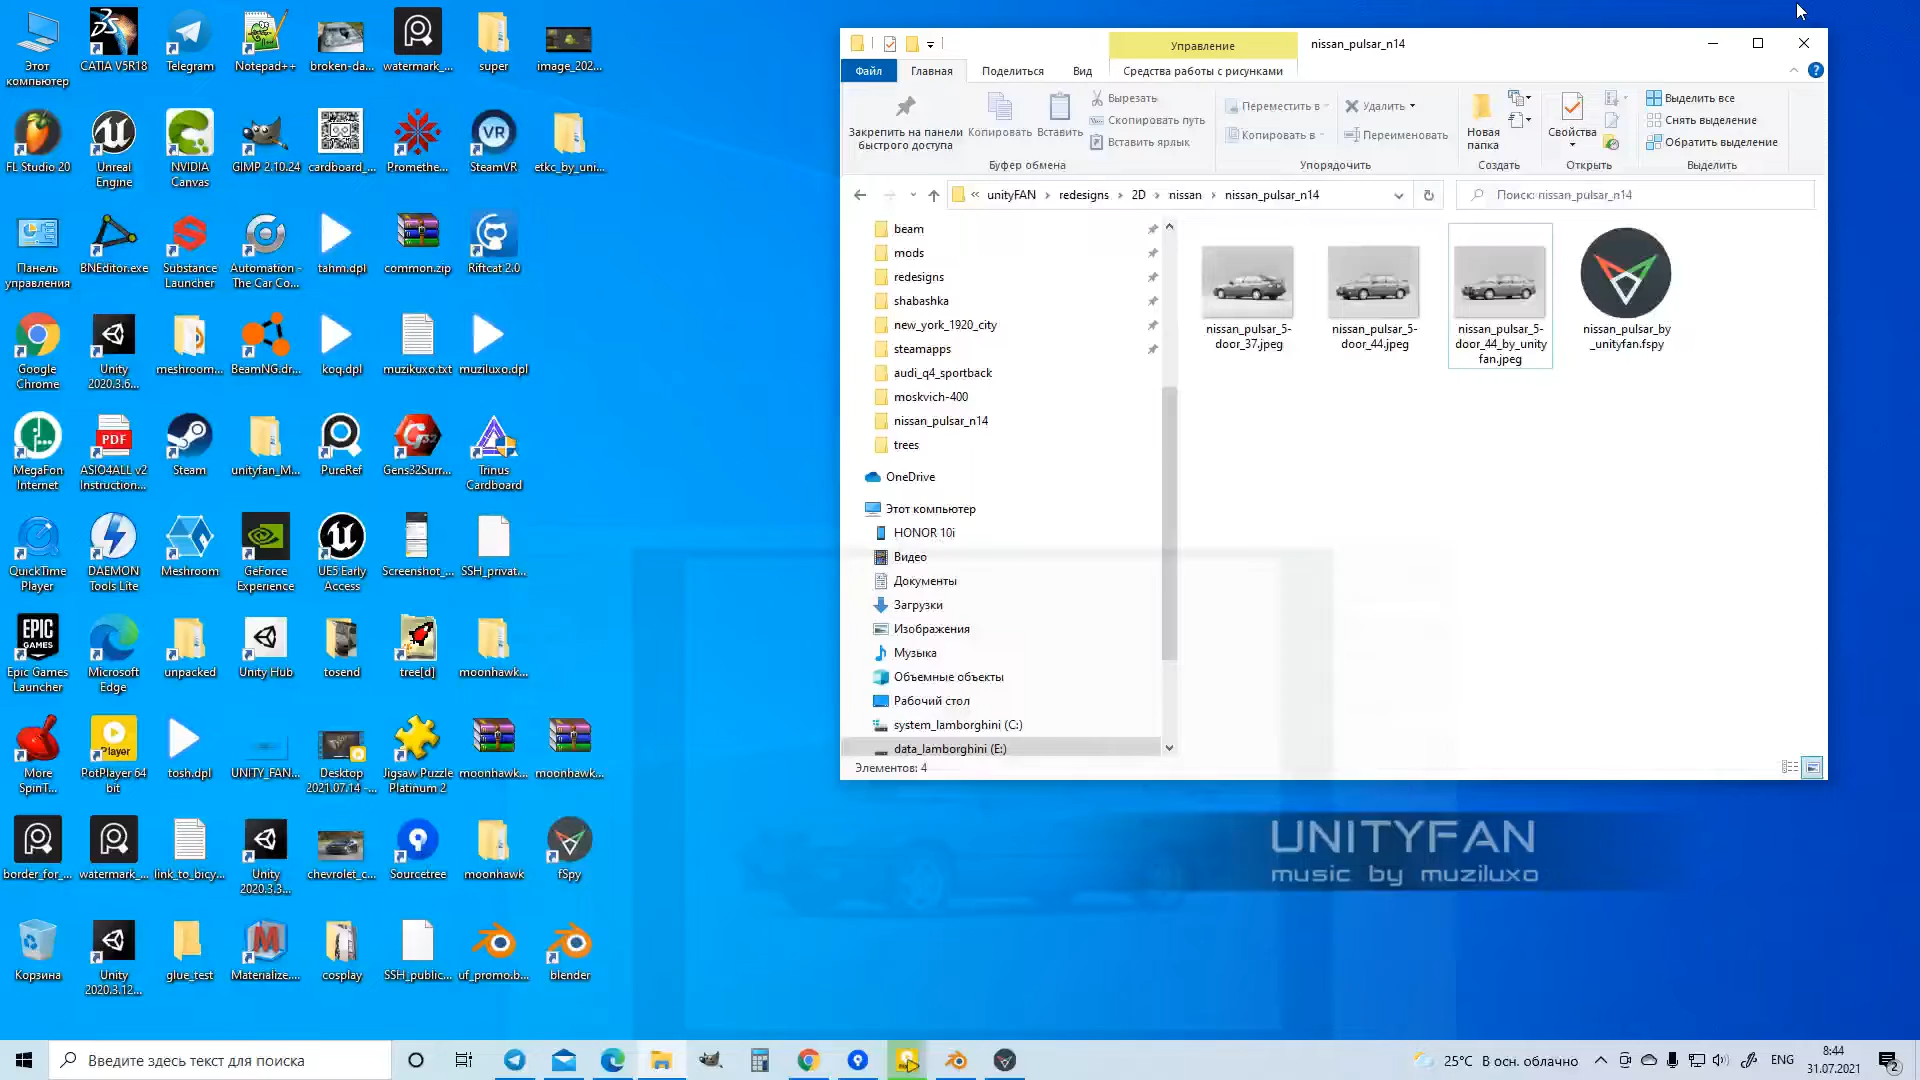 Этот
компьютер
CATIA V5R18
Telegram
Notepad++
broken-da...
watermark_...
super
image_202...
FL Studio 20
Unreal
Engine
NVIDIA
Canvas
GIMP 2.10.24
cardboard_...
Promethe...
SteamVR
etkc_by_uni...
Панель
управления
BNEditor.exe
Substance
Launcher
Automation -
The Car Co...
tahm.dpl
common.zip
Riftcat 2.0
Google
Chrome
Unity
2020.3.6...
meshroom...
BeamNG.dr...
koq.dpl
muzikuxo.txt
muziluxo.dpl
MegaFon
Internet
PDF
ASIO4ALL v2
Instruction...
Steam
unityfan_M...
PureRef
G32
Gens32Surr...
Trinus
Cardboard
QuickTime
Player
DAEMON
Tools Lite
Meshroom
GeForce
Experience
UE5 Early
Access
Screenshot_...
SSH_privat...
EPIC
GAMES
Epic Games
Launcher
Microsoft
Edge
unpacked
Unity Hub
tosend
tree[d]
moonhawk...
More
SpinT...
Player
PotPlayer 64
bit
tosh.dpl
UNITY_FAN...
Desktop
2021.07.14 -...
Jigsaw Puzzle
Platinum 2
moonhawk...
moonhawk...
border_for_...
watermark_...
link_to_bicy...
Unity
2020.3.3...
chevrolet_c...
Sourcetree
moonhawk
fSpy
Корзина
Unity
2020.3.12...
glue_test
Materialize....
cosplay
SSH_public...
uf_promo.b...
blender
Управление
nissan_pulsar_n14
Файл
Главная
Поделиться
Вид
Средства работы с рисунками
Закрепить на панели
быстрого доступа
Копировать
Вставить
Вырезать
Скопировать путь
Вставить ярлык
Буфер обмена
Переместить в
Копировать в
Удалить
Переименовать
Упорядочить
Новая
папка
Создать
Свойства
Открыть
Выделить все
Снять выделение
Обратить выделение
Выделить
« unityFAN › redesigns › 2D › nissan › nissan_pulsar_n14
Поиск: nissan_pulsar_n14
beam
mods
redesigns
shabashka
new_york_1920_city
steamapps
audi_q4_sportback
moskvich-400
nissan_pulsar_n14
trees
OneDrive
Этот компьютер
HONOR 10i
Видео
Документы
Загрузки
Изображения
Музыка
Объемные объекты
Рабочий стол
system_lamborghini (C:)
data_lamborghini (E:)
nissan_pulsar_5-
door_37.jpeg
nissan_pulsar_5-
door_44.jpeg
nissan_pulsar_5-
door_44_by_unity
fan.jpeg
nissan_pulsar_by
_unityfan.fspy
Элементов: 4
UNITYFAN
music by muziluxo
Введите здесь текст для поиска
25°C В осн. облачно
ENG
8:44
31.07.2021
2